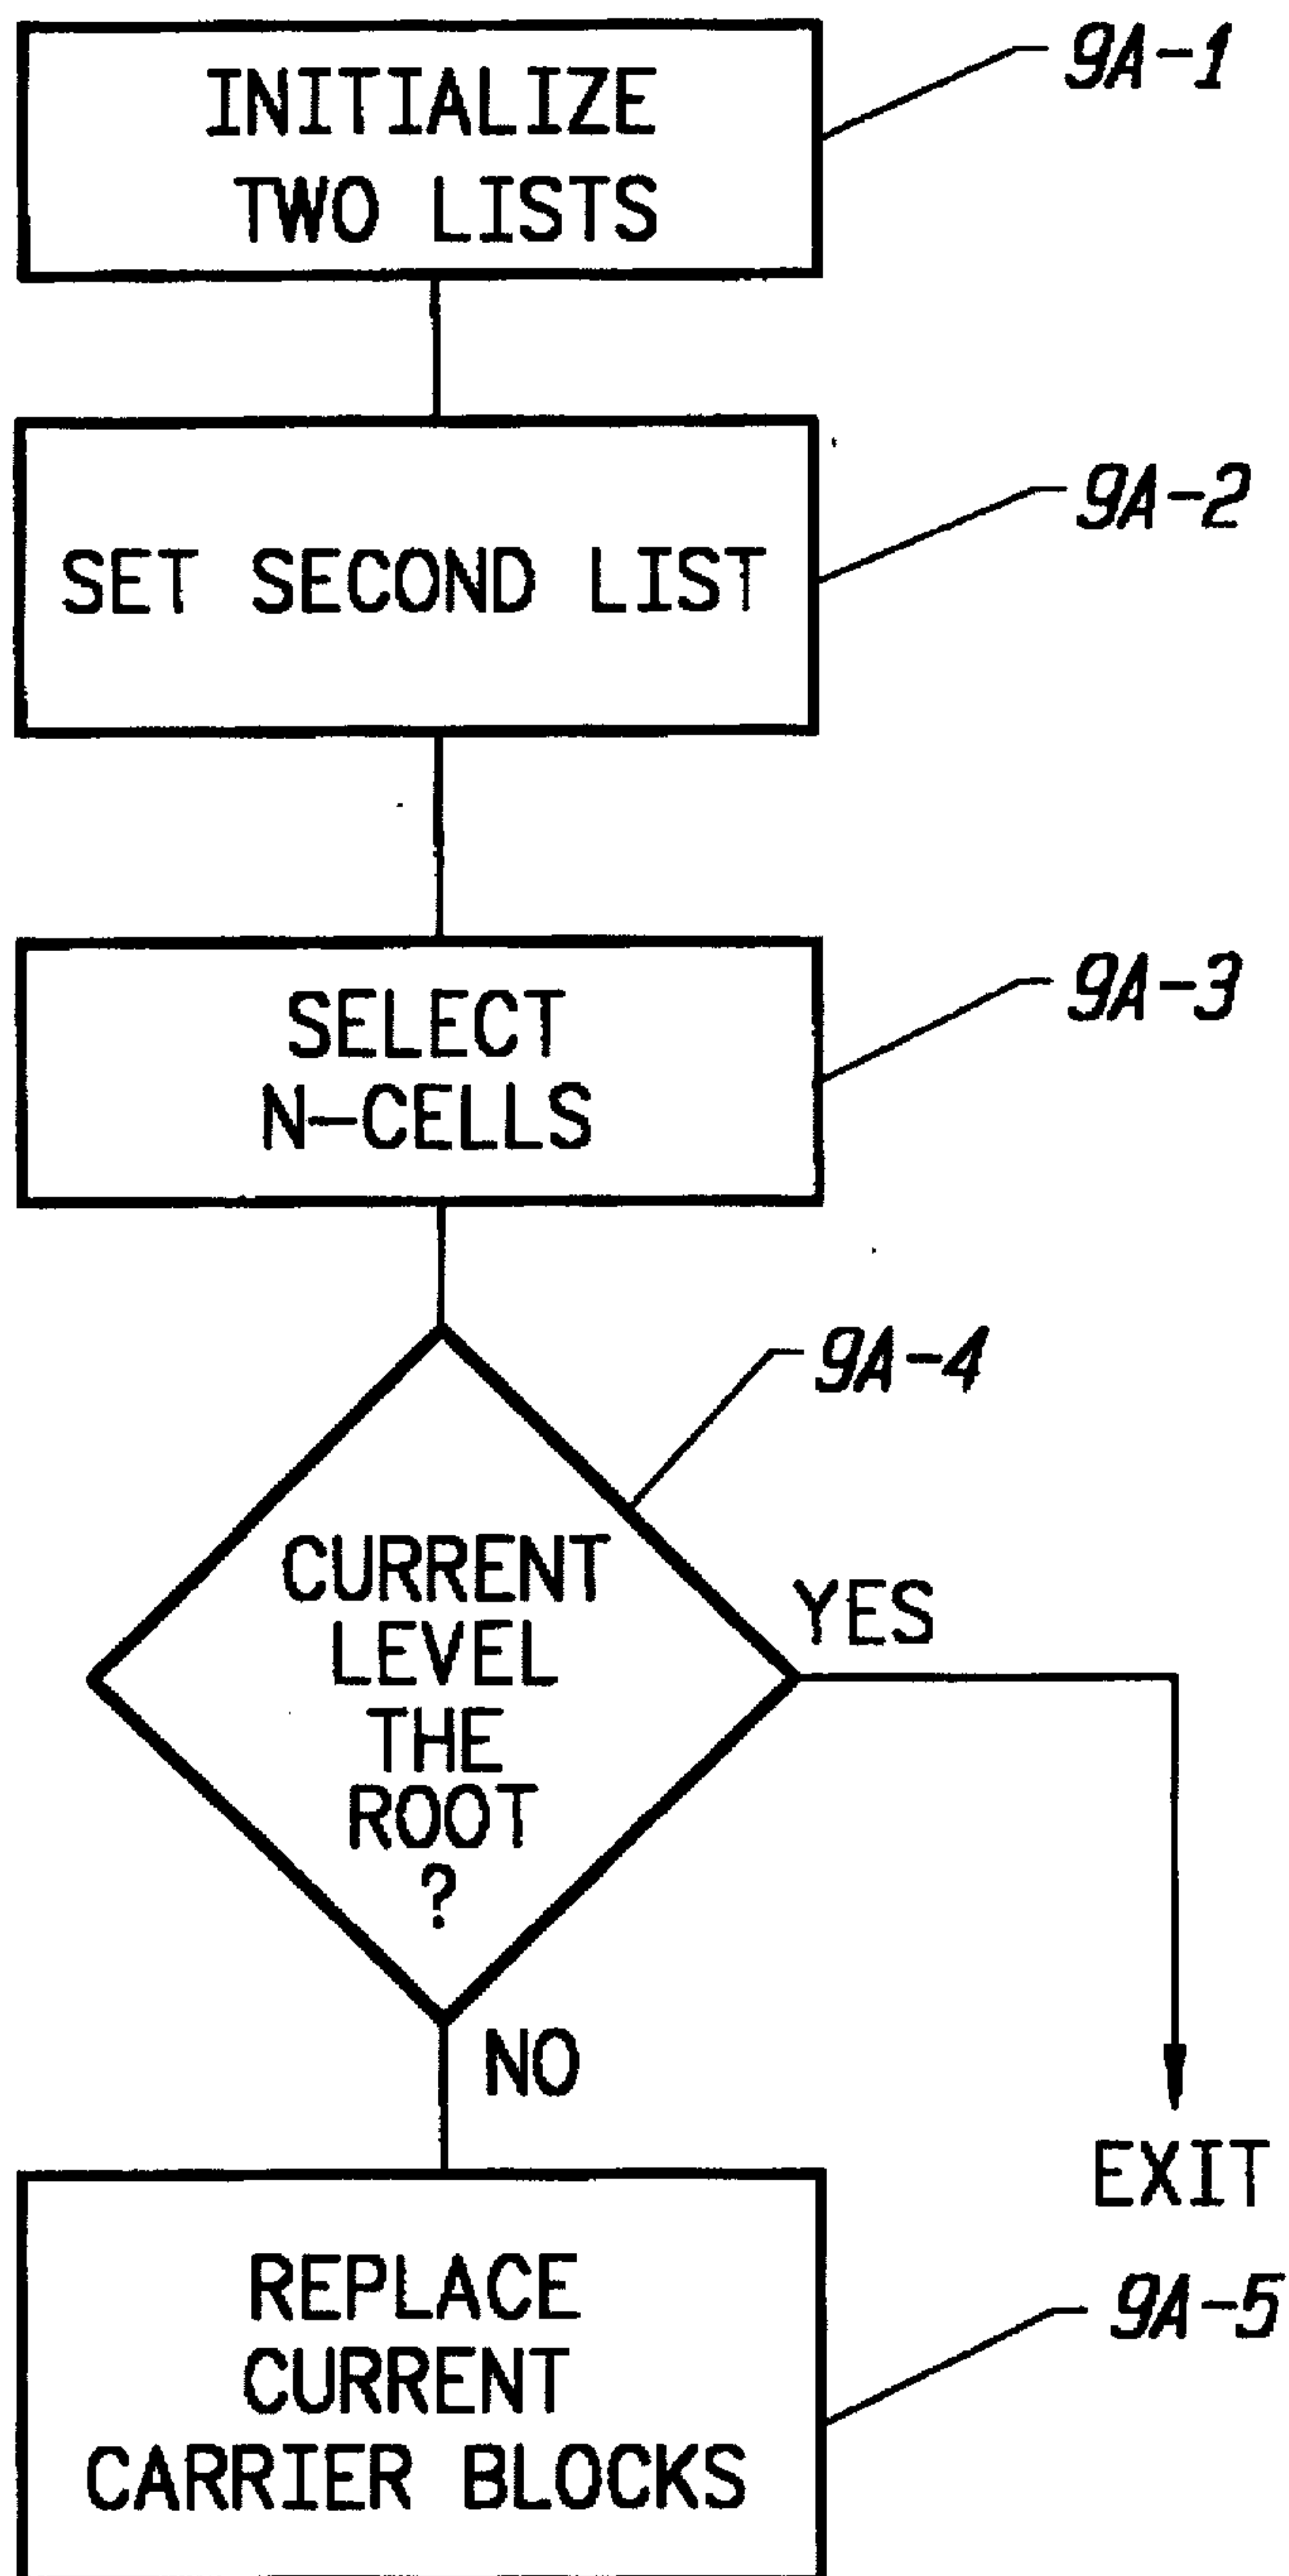 INITIALIZE
TWO LISTS
9A-1
SET SECOND LIST
9A-2
SELECT
N-CELLS
9A-3
9A-4
CURRENT
LEVEL
THE
ROOT
?
YES
NO
EXIT
REPLACE
CURRENT
CARRIER BLOCKS
9A-5